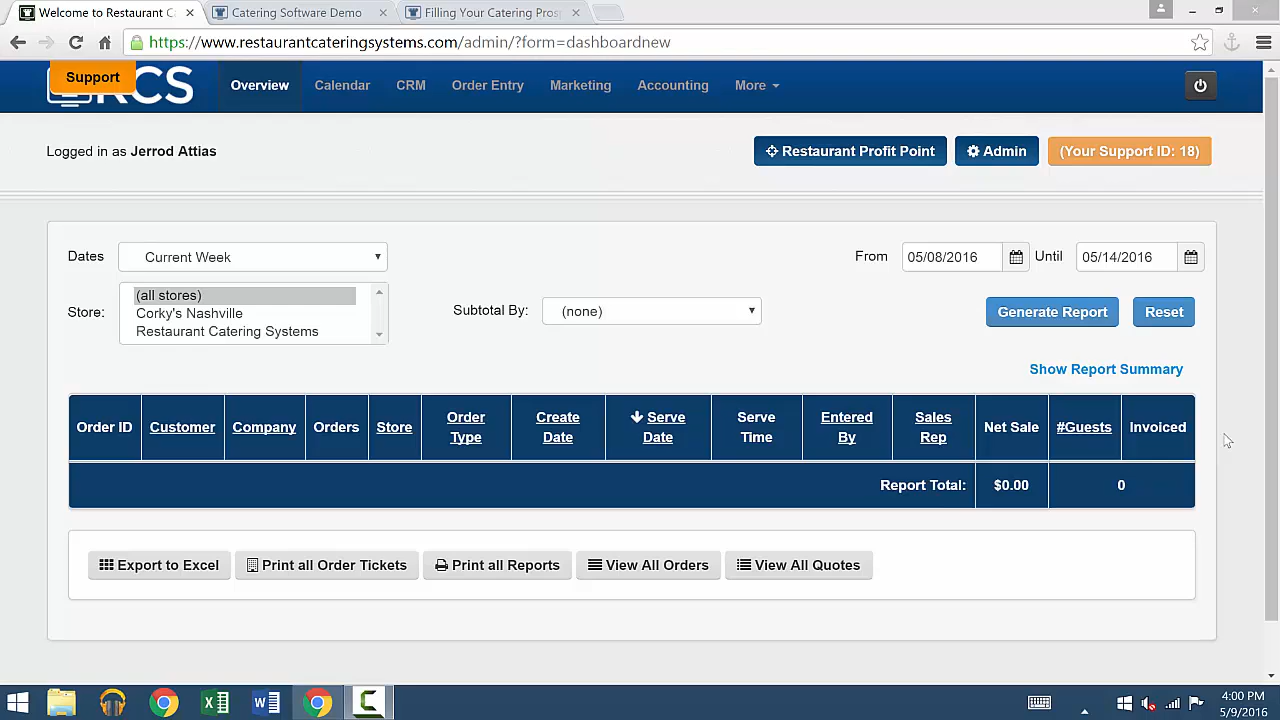 Welcome to Restaurant C
Catering Software Demo
Filling Your Catering Pros
https://www.restaurantcateringsystems.com/admin/?form=dashboardnew
Support
RCS
Overview
Calendar
CRM
Order Entry
Marketing
Accounting
More
Logged in as Jerrod Attias
Restaurant Profit Point
Admin
(Your Support ID: 18)
Dates
Current Week
From
05/08/2016
Until
05/14/2016
Store:
(all stores)
Corky's Nashville
Restaurant Catering Systems
Subtotal By:
(none)
Generate Report
Reset
Show Report Summary
Order ID
Customer
Company
Orders
Store
Order
Type
Create
Date
Serve
Date
Serve
Time
Entered
By
Sales
Rep
Net Sale
#Guests
Invoiced
Report Total:
$0.00
0
Export to Excel
Print all Order Tickets
Print all Reports
View All Orders
View All Quotes
4:00 PM
5/9/2016